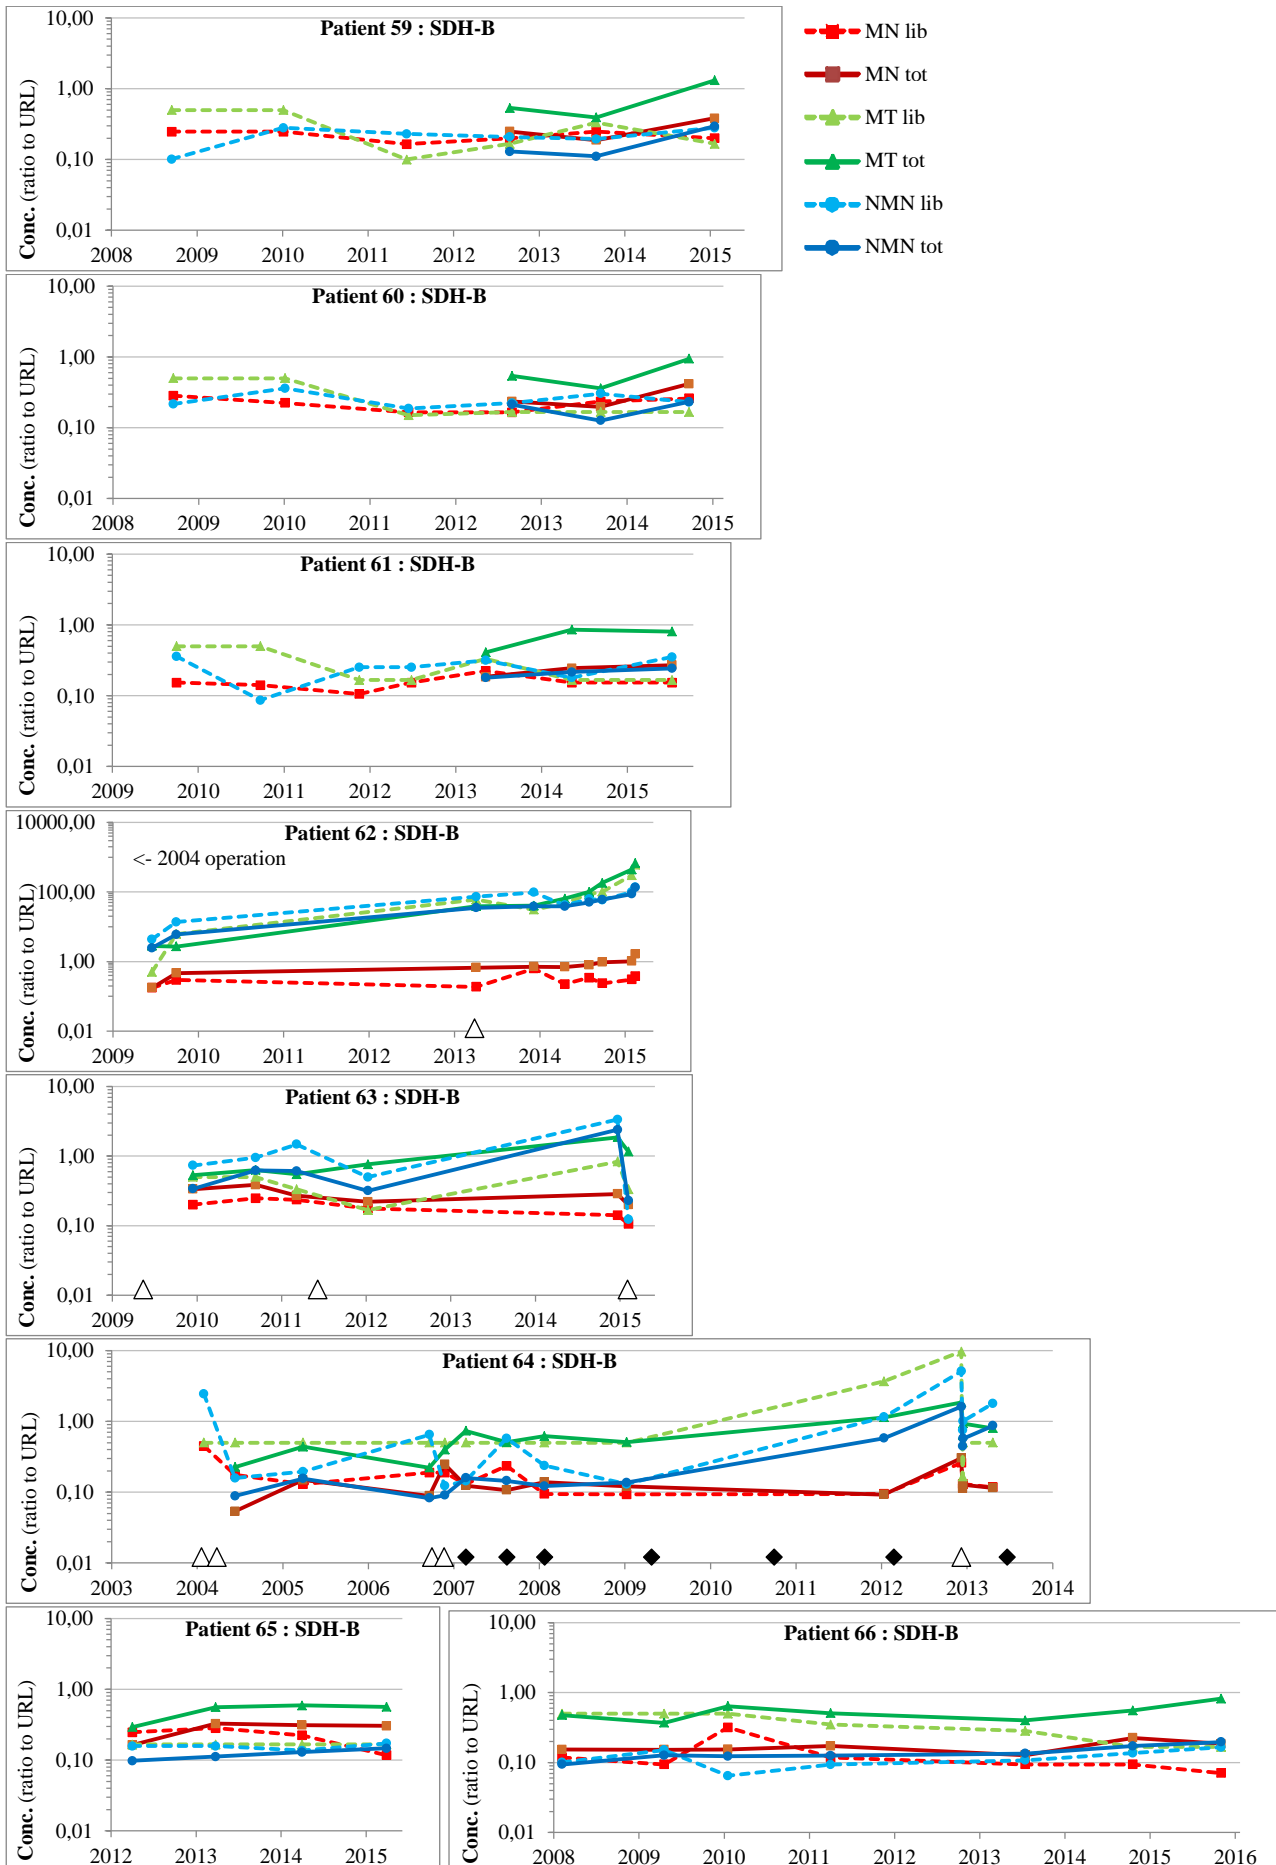 Patient 59 : SDH-B
Conc. (ratio to URL)
10,00
1,00
0,10
0,01
2008 2009 2010 2011 2012 2013 2014 2015
MN lib
MN tot
MT lib
MT tot
NMN lib
NMN tot
Patient 60 : SDH-B
Conc. (ratio to URL)
10,00
1,00
0,10
0,01
2008 2009 2010 2011 2012 2013 2014 2015
Patient 61 : SDH-B
Conc. (ratio to URL)
10,00
1,00
0,10
0,01
2009 2010 2011 2012 2013 2014 2015
Patient 62 : SDH-B
<- 2004 operation
Conc. (ratio to URL)
10000,00
100,00
1,00
0,01
2009 2010 2011 2012 2013 2014 2015
Patient 63 : SDH-B
Conc. (ratio to URL)
10,00
1,00
0,10
0,01
2009 2010 2011 2012 2013 2014 2015
Patient 64 : SDH-B
Conc. (ratio to URL)
10,00
1,00
0,10
0,01
2003 2004 2005 2006 2007 2008 2009 2010 2011 2012 2013 2014
Patient 65 : SDH-B
Conc. (ratio to URL)
10,00
1,00
0,10
0,01
2012 2013 2014 2015
Patient 66 : SDH-B
Conc. (ratio to URL)
10,00
1,00
0,10
0,01
2008 2009 2010 2011 2012 2013 2014 2015 2016